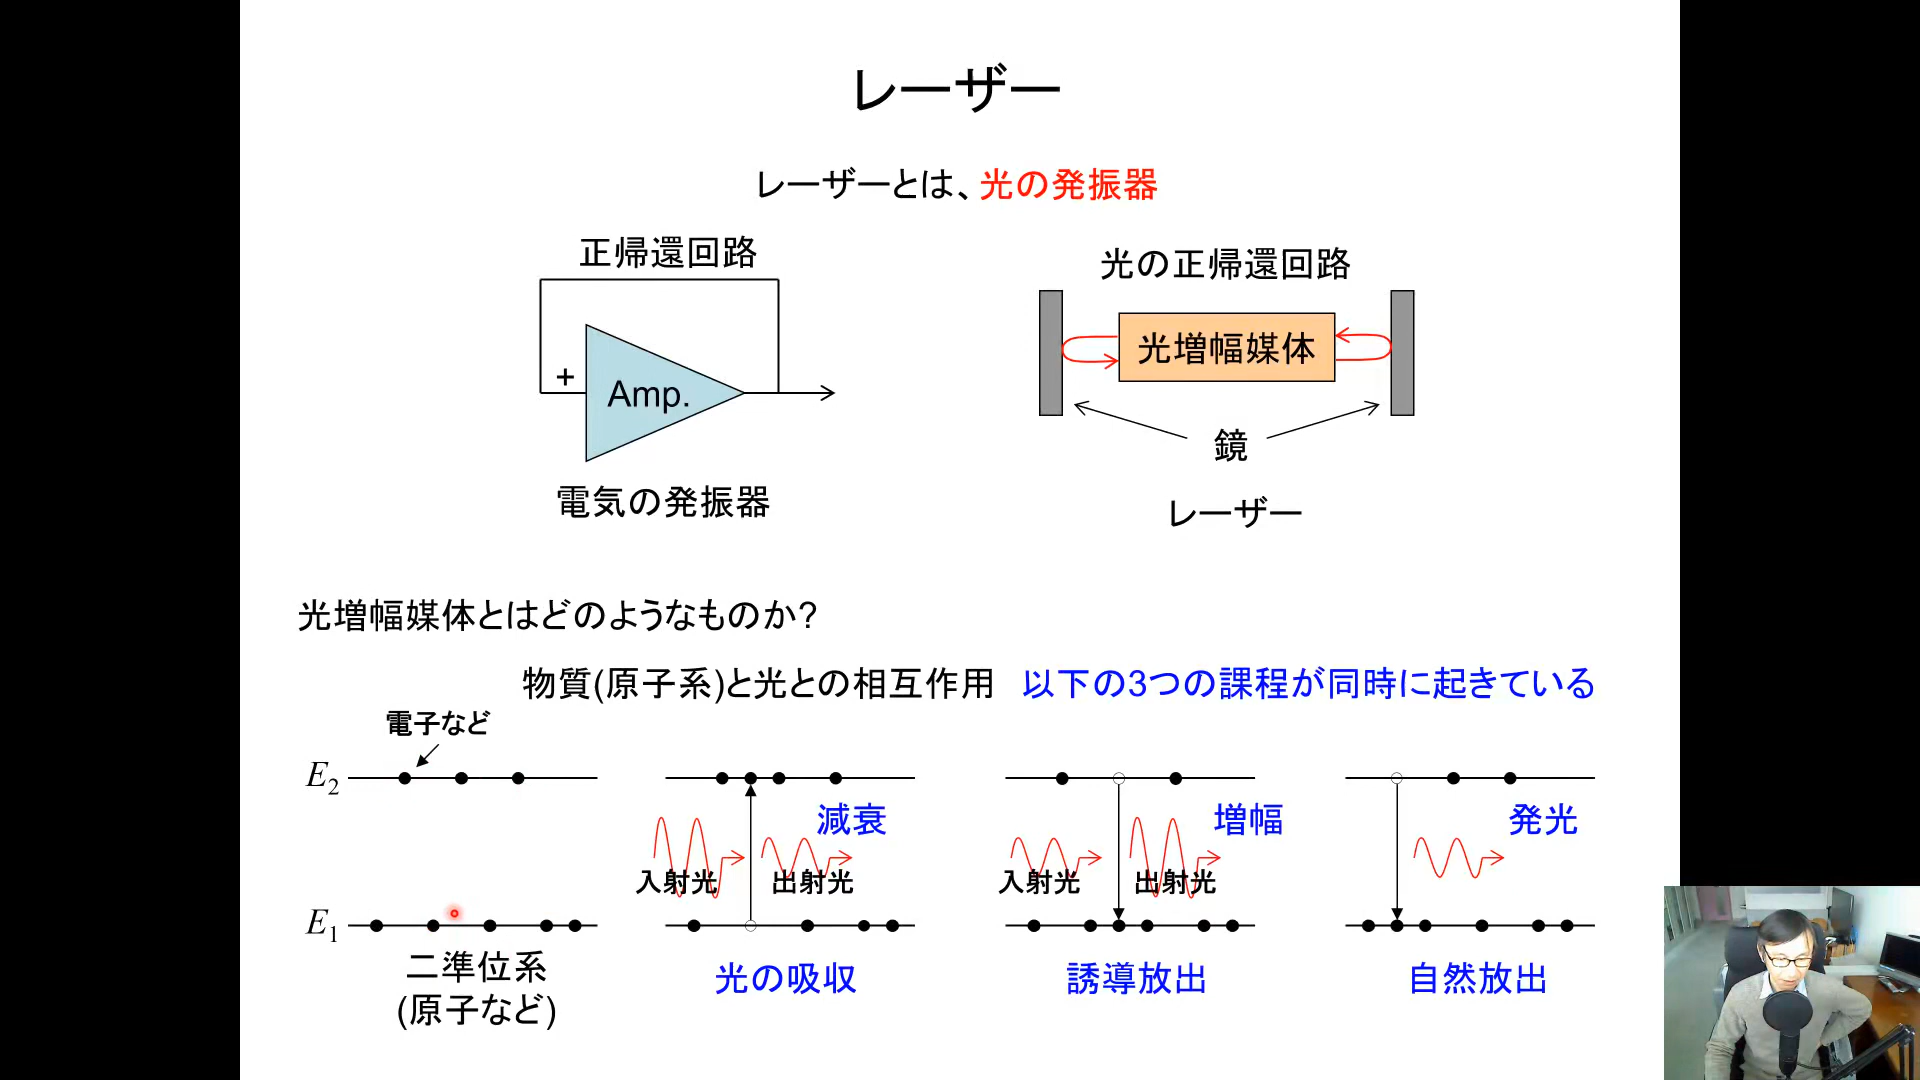 レーザー
レーザーとは、光の発振器
正帰還回路
光の正帰還回路
+
Amp.
光増幅媒体
鏡
電気の発振器
レーザー
光増幅媒体とはどのようなものか?
物質(原子系)と光との相互作用 以下の3つの課程が同時に起きている
電子など
E2
減衰
増幅
発光
入射光
出射光
入射光
出射光
E1
二準位系
(原子など)
光の吸収
誘導放出
自然放出